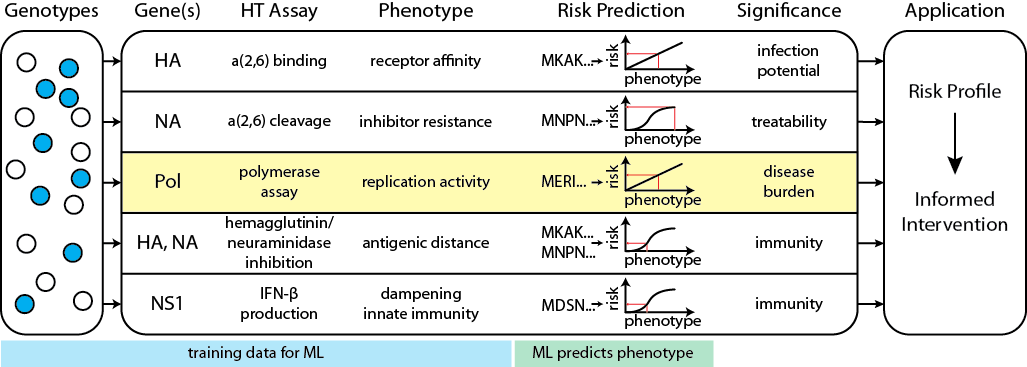 Genotypes Gene(s) HT Assay Phenotype Risk Prediction Significance Application
HA a(2,6) binding receptor affinity MKAK... risk phenotype infection potential
NA a(2,6) cleavage inhibitor resistance MNPN... risk phenotype treatability
Pol polymerase assay replication activity MERI... risk phenotype disease burden
HA, NA hemagglutinin/ neuraminidase inhibition antigenic distance MKAK... MNPN... risk phenotype immunity
NS1 IFN-β production dampening innate immunity MDSN... risk phenotype immunity
Risk Profile
Informed
Intervention
training data for ML ML predicts phenotype